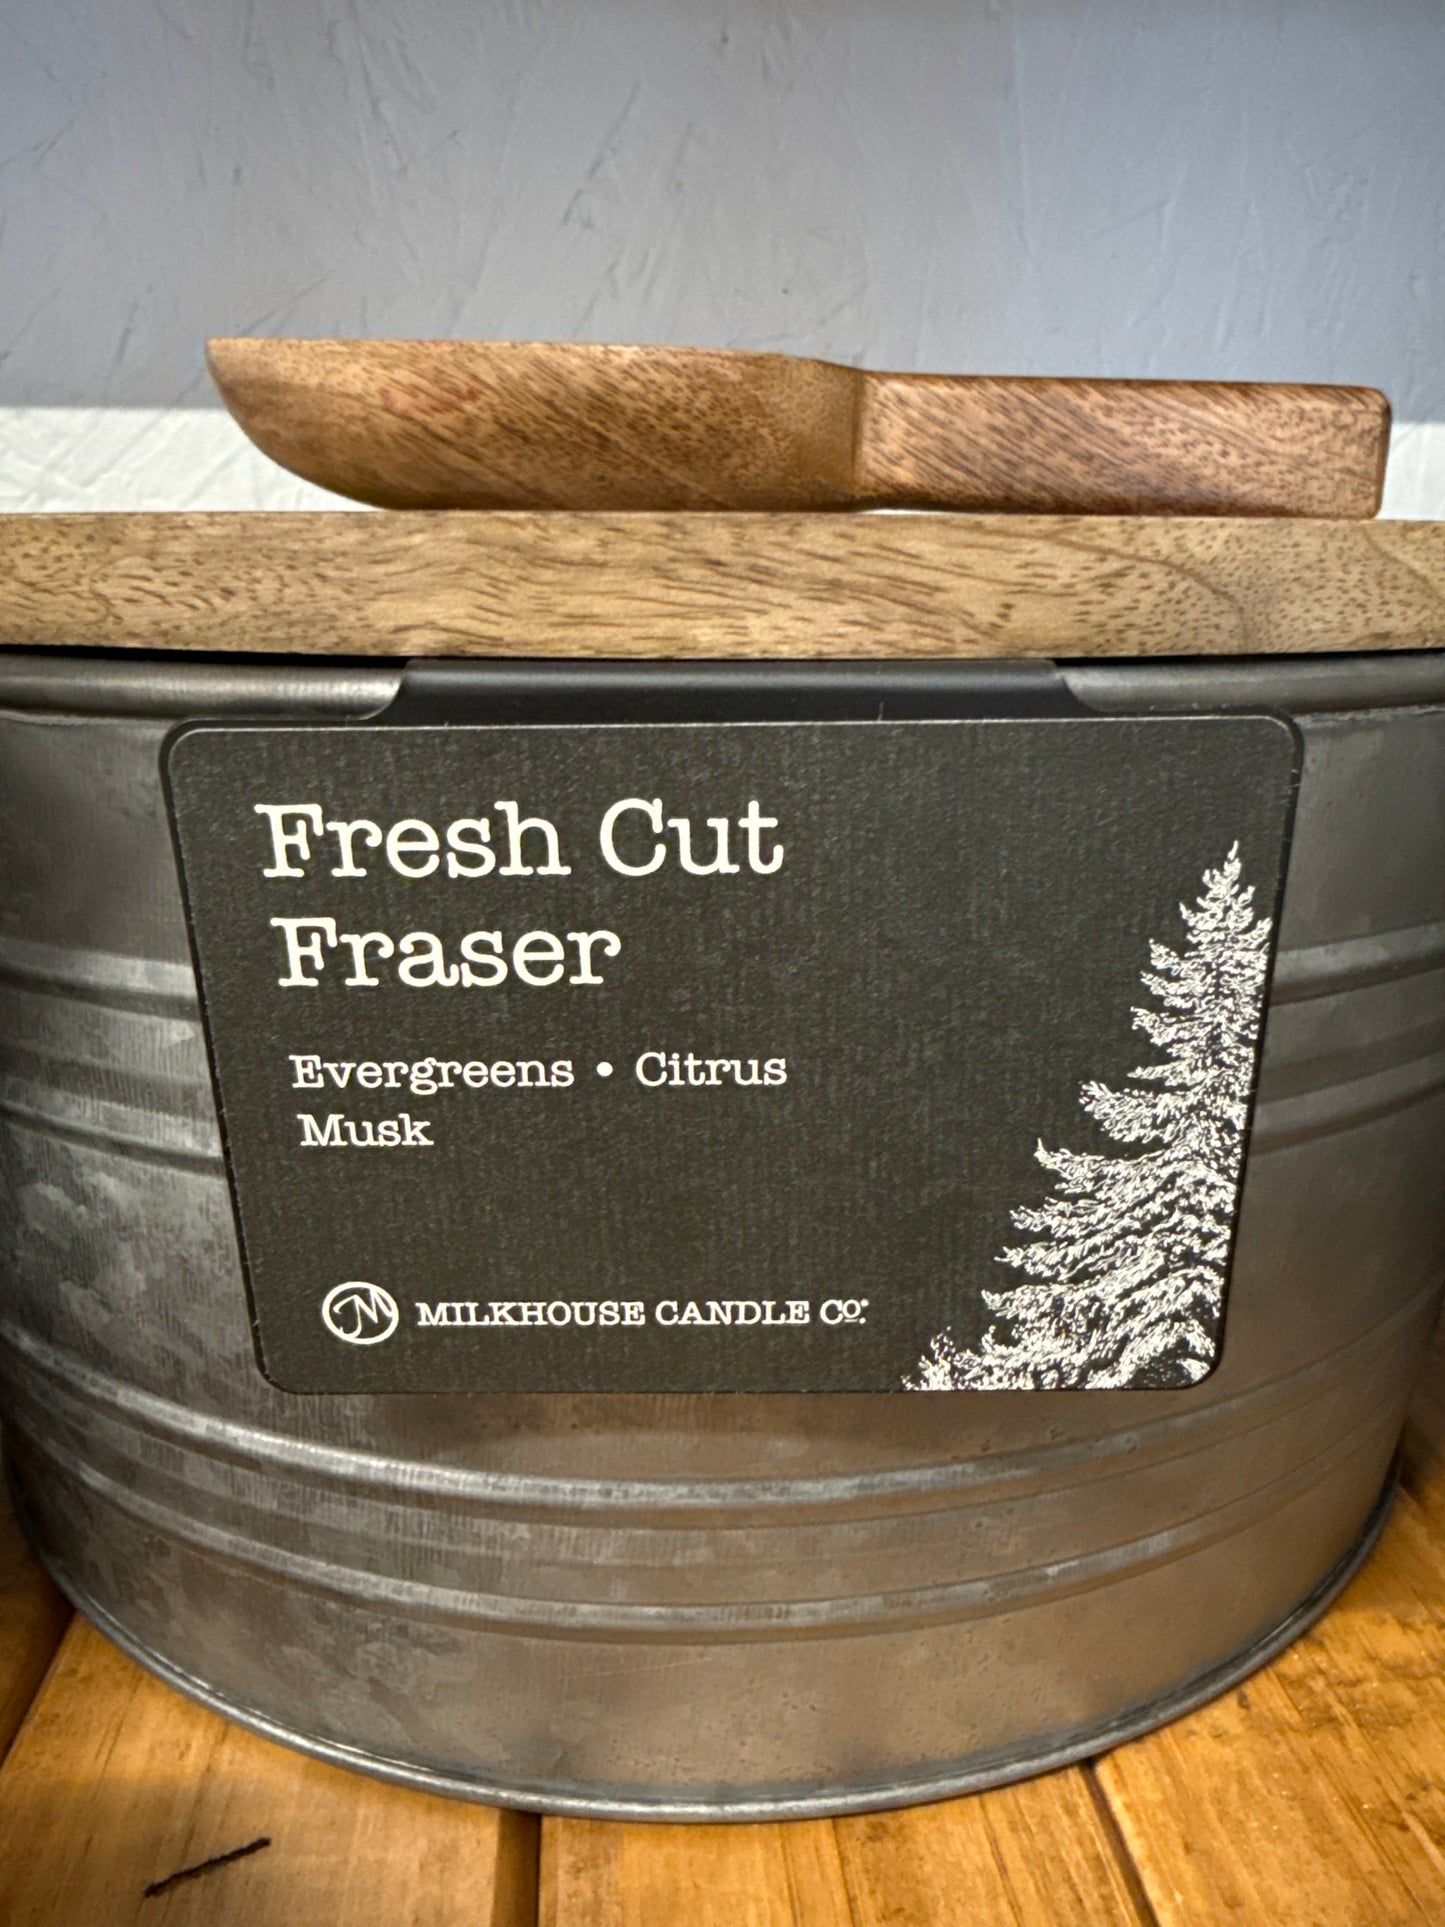 Fresh Cut
Fraser
Evergreens • Citrus
Musk
M MILKHOUSE CANDLE Co.